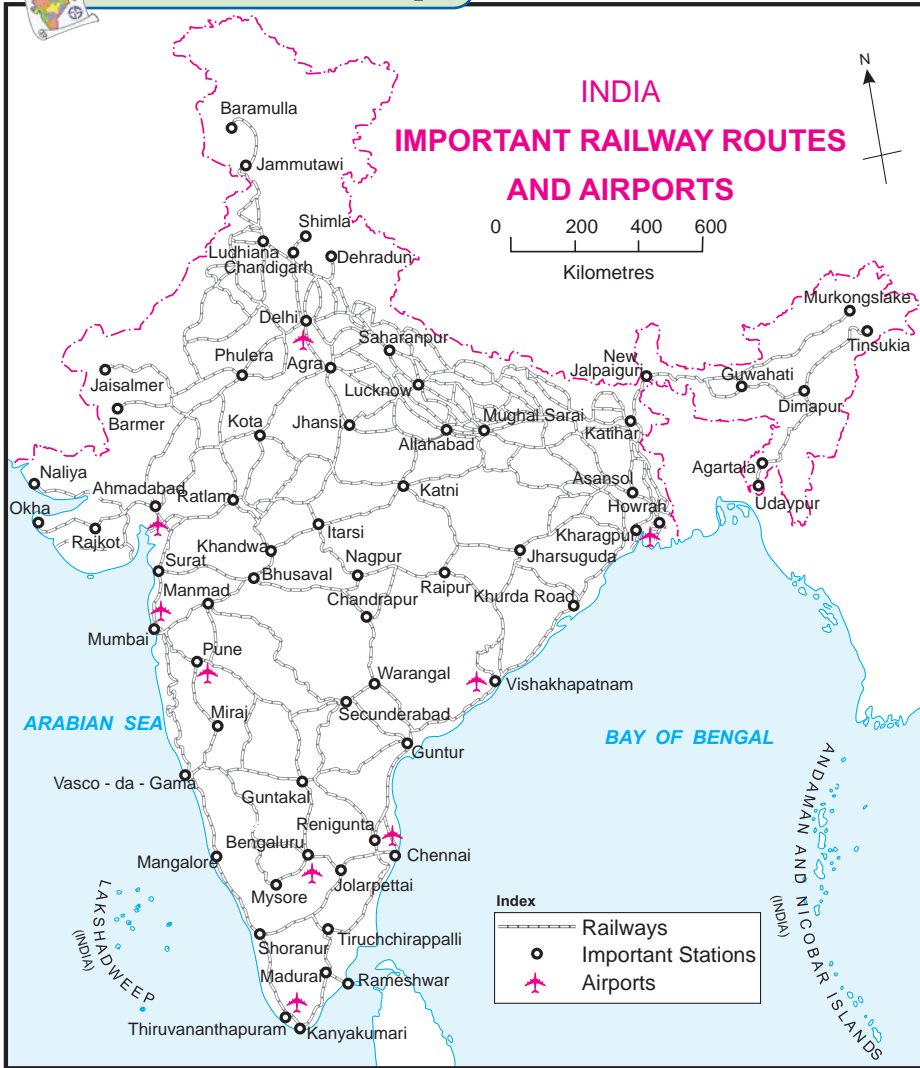 INDIA
IMPORTANT RAILWAY ROUTES
AND AIRPORTS
N
0 200 400 600
Kilometres
Baramulla
Jammutawi
Shimla
Ludhiana
Chandigarh
Dehradun
Delhi
Saharanpur
Murkongslake
Tinsukia
Phulera
Agra
New
Jalpaiguri
Guwahati
Jaisalmer
Lucknow
Dimapur
Barmer
Kota
Jhansi
Mughal Sarai
Allahabad
Katihar
Naliya
Ahmadabad
Ratlam
Katni
Asansol
Agartala
Okha
Howrah
Udaypur
Rajkot
Itarsi
Kharagpur
Khandwa
Nagpur
Jharsuguda
Surat
Bhusaval
Raipur
Manmad
Chandrapur
Khurda Road
Mumbai
Pune
Warangal
Vishakhapatnam
Miraj
Secunderabad
ARABIAN SEA
BAY OF BENGAL
Guntur
Vasco - da - Gama
Guntakal
Renigunta
Bengaluru
Chennai
Mangalore
Jolarpettai
Mysore
Shoranur
Tiruchchirappalli
Madurai
Rameshwar
Thiruvananthapuram
Kanyakumari
LAKSHADWEEP
(INDIA)
ANDAMAN AND NICOBAR ISLANDS
(INDIA)
Index
Railways
Important Stations
Airports